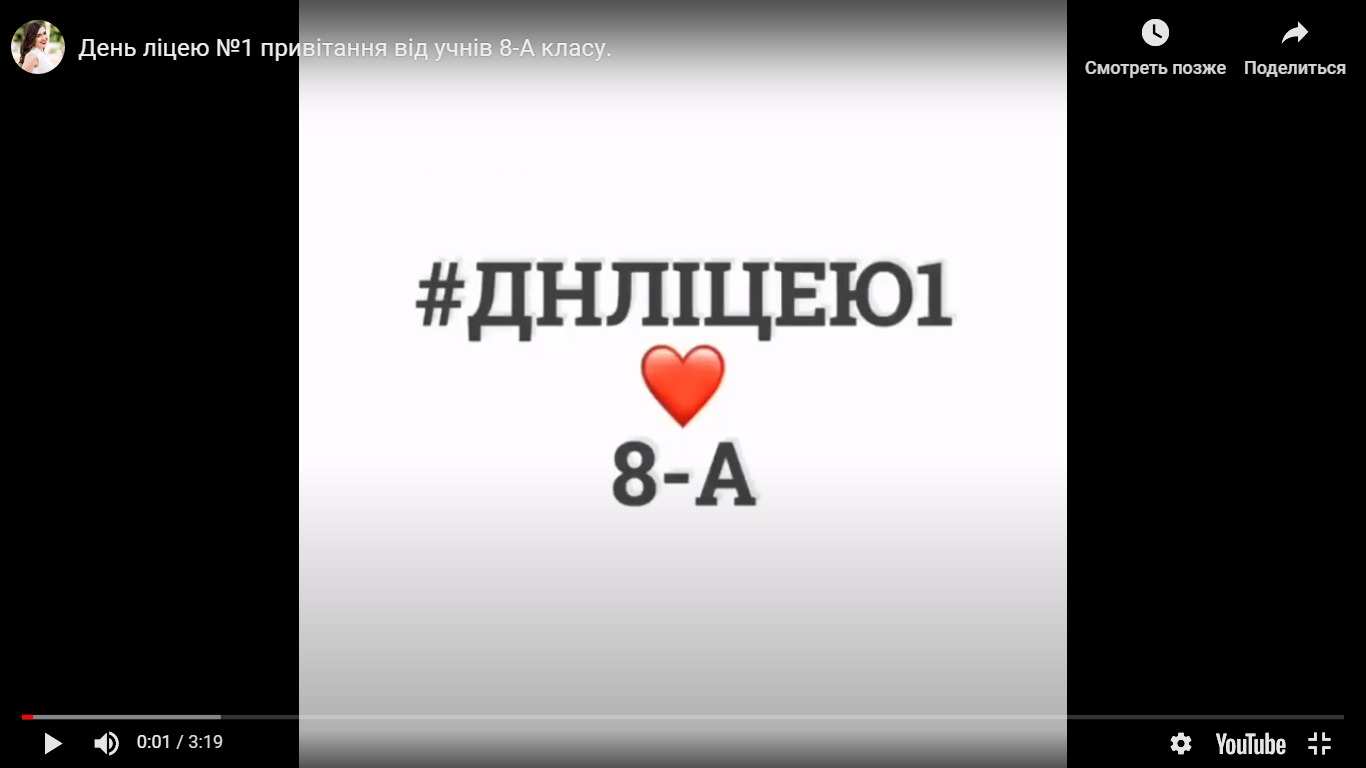 День ліцею №1 привітання від учнів 8-А класу.
Смотреть позже
Поделиться
#ДНЛІЦЕЮ1
8-А
0:01 / 3:19
YouTube